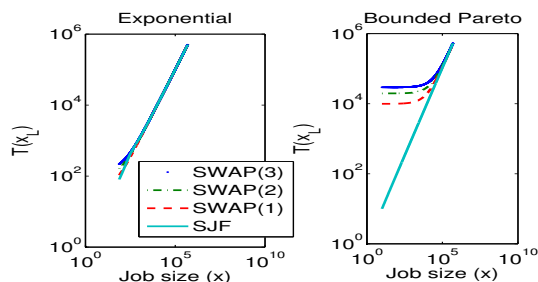 Exponential
10^6
10^4
10^2
10^0
T(x_L)
10^0
10^5
10^10
Job size (x)
SWAP(3)
SWAP(2)
SWAP(1)
SJF
Bounded Pareto
10^6
10^4
10^2
10^0
T(x_L)
10^0
10^5
10^10
Job size (x)